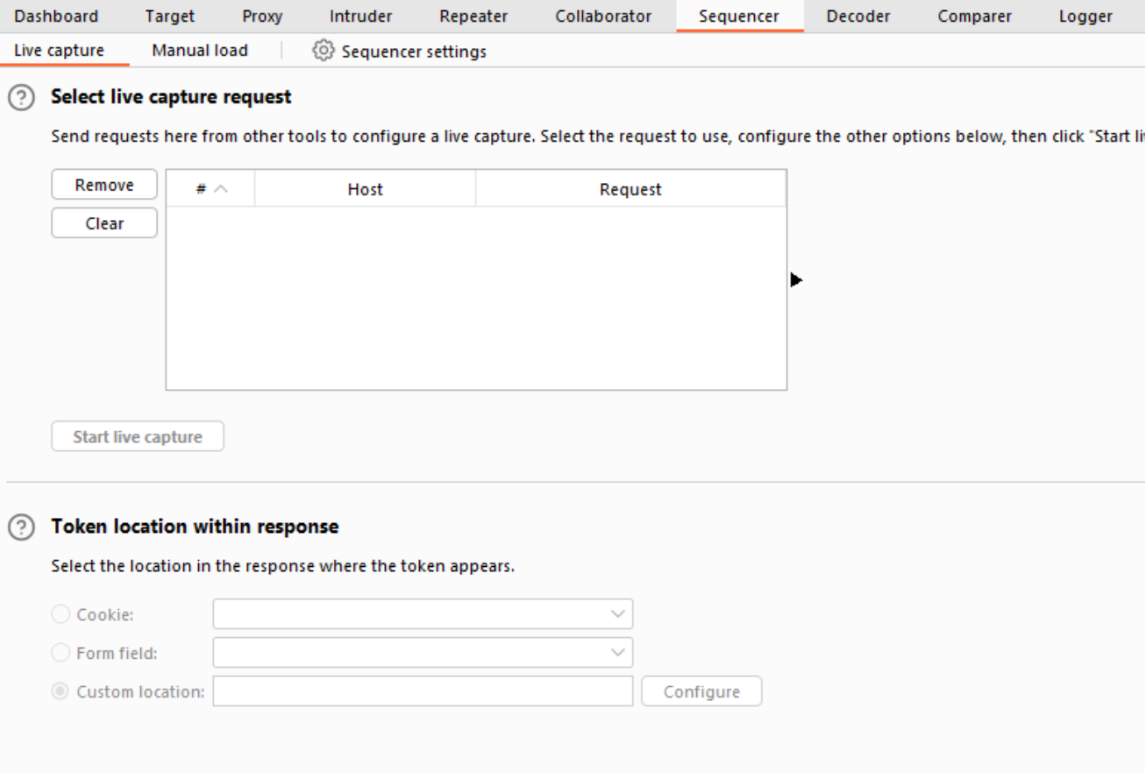 Dashboard Target Proxy Intruder Repeater Collaborator Sequencer Decoder Comparer Logger
Live capture Manual load Sequencer settings
? Select live capture request
Send requests here from other tools to configure a live capture. Select the request to use, configure the other options below, then click "Start
Remove # Host Request
Clear
Start live capture
? Token location within response
Select the location in the response where the token appears.
Cookie:
Form field:
Custom location: Configure